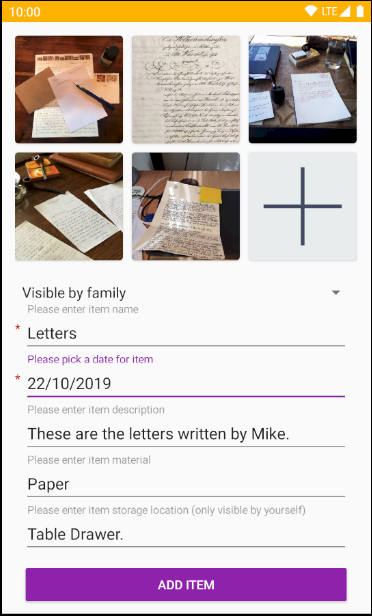 10:00
LTE
Visible by family
Please enter item name
* Letters
Please pick a date for item
* 22/10/2019
Please enter item description
These are the letters written by Mike.
Please enter item material
Paper
Please enter item storage location (only visible by yourself)
Table Drawer.
ADD ITEM